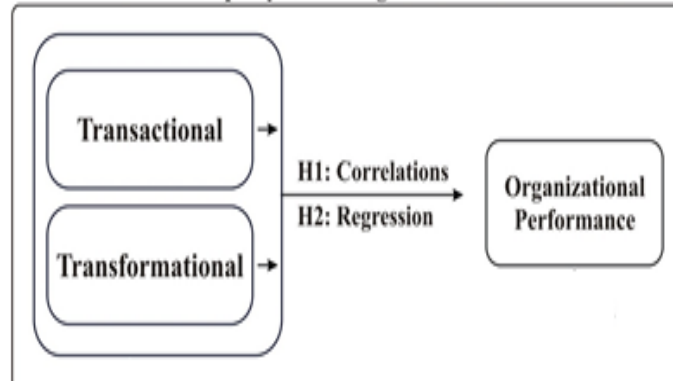 Transactional
H1: Correlations
H2: Regression
Organizational
Performance
Transformational